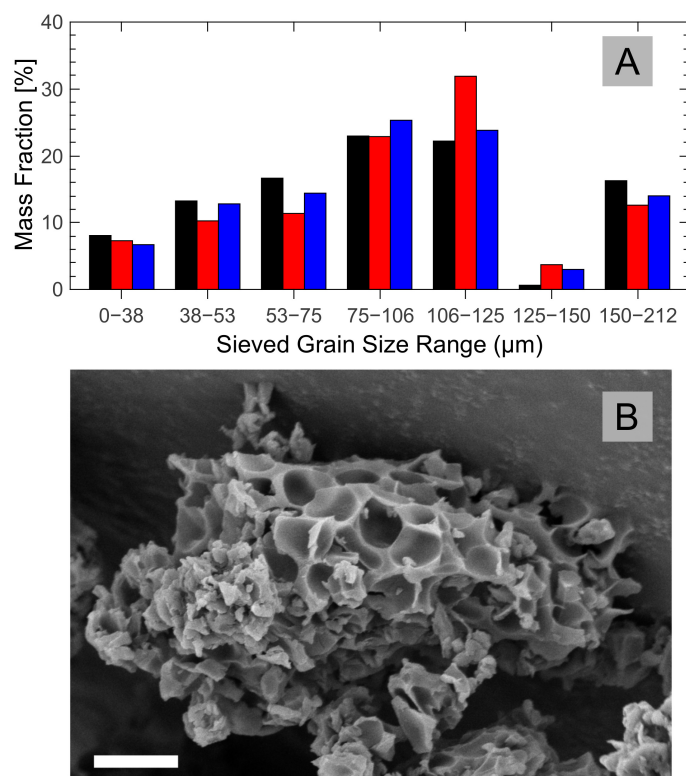 40
A
30
20
10
0
Mass Fraction [%]
0−38 38−53 53−75 75−106 106−125 125−150 150−212
Sieved Grain Size Range (μm)
B